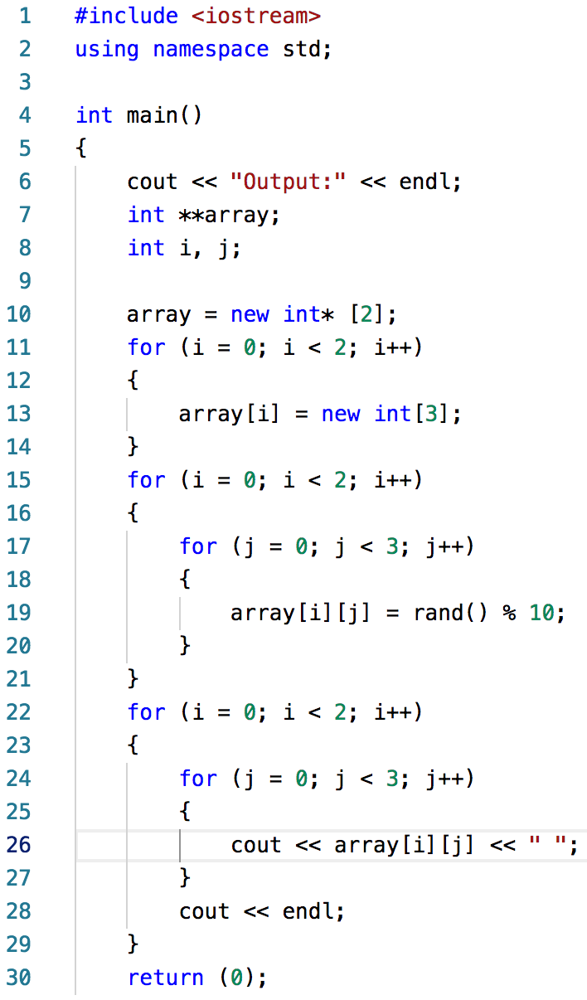 1 #include <iostream>
2 using namespace std;
3
4 int main()
5 {
6     cout << "Output:" << endl;
7     int **array;
8     int i, j;
9
10     array = new int* [2];
11     for (i = 0; i < 2; i++)
12     {
13         array[i] = new int[3];
14     }
15     for (i = 0; i < 2; i++)
16     {
17         for (j = 0; j < 3; j++)
18         {
19             array[i][j] = rand() % 10;
20         }
21     }
22     for (i = 0; i < 2; i++)
23     {
24         for (j = 0; j < 3; j++)
25         {
26             cout << array[i][j] << " ";
27         }
28         cout << endl;
29     }
30     return (0);